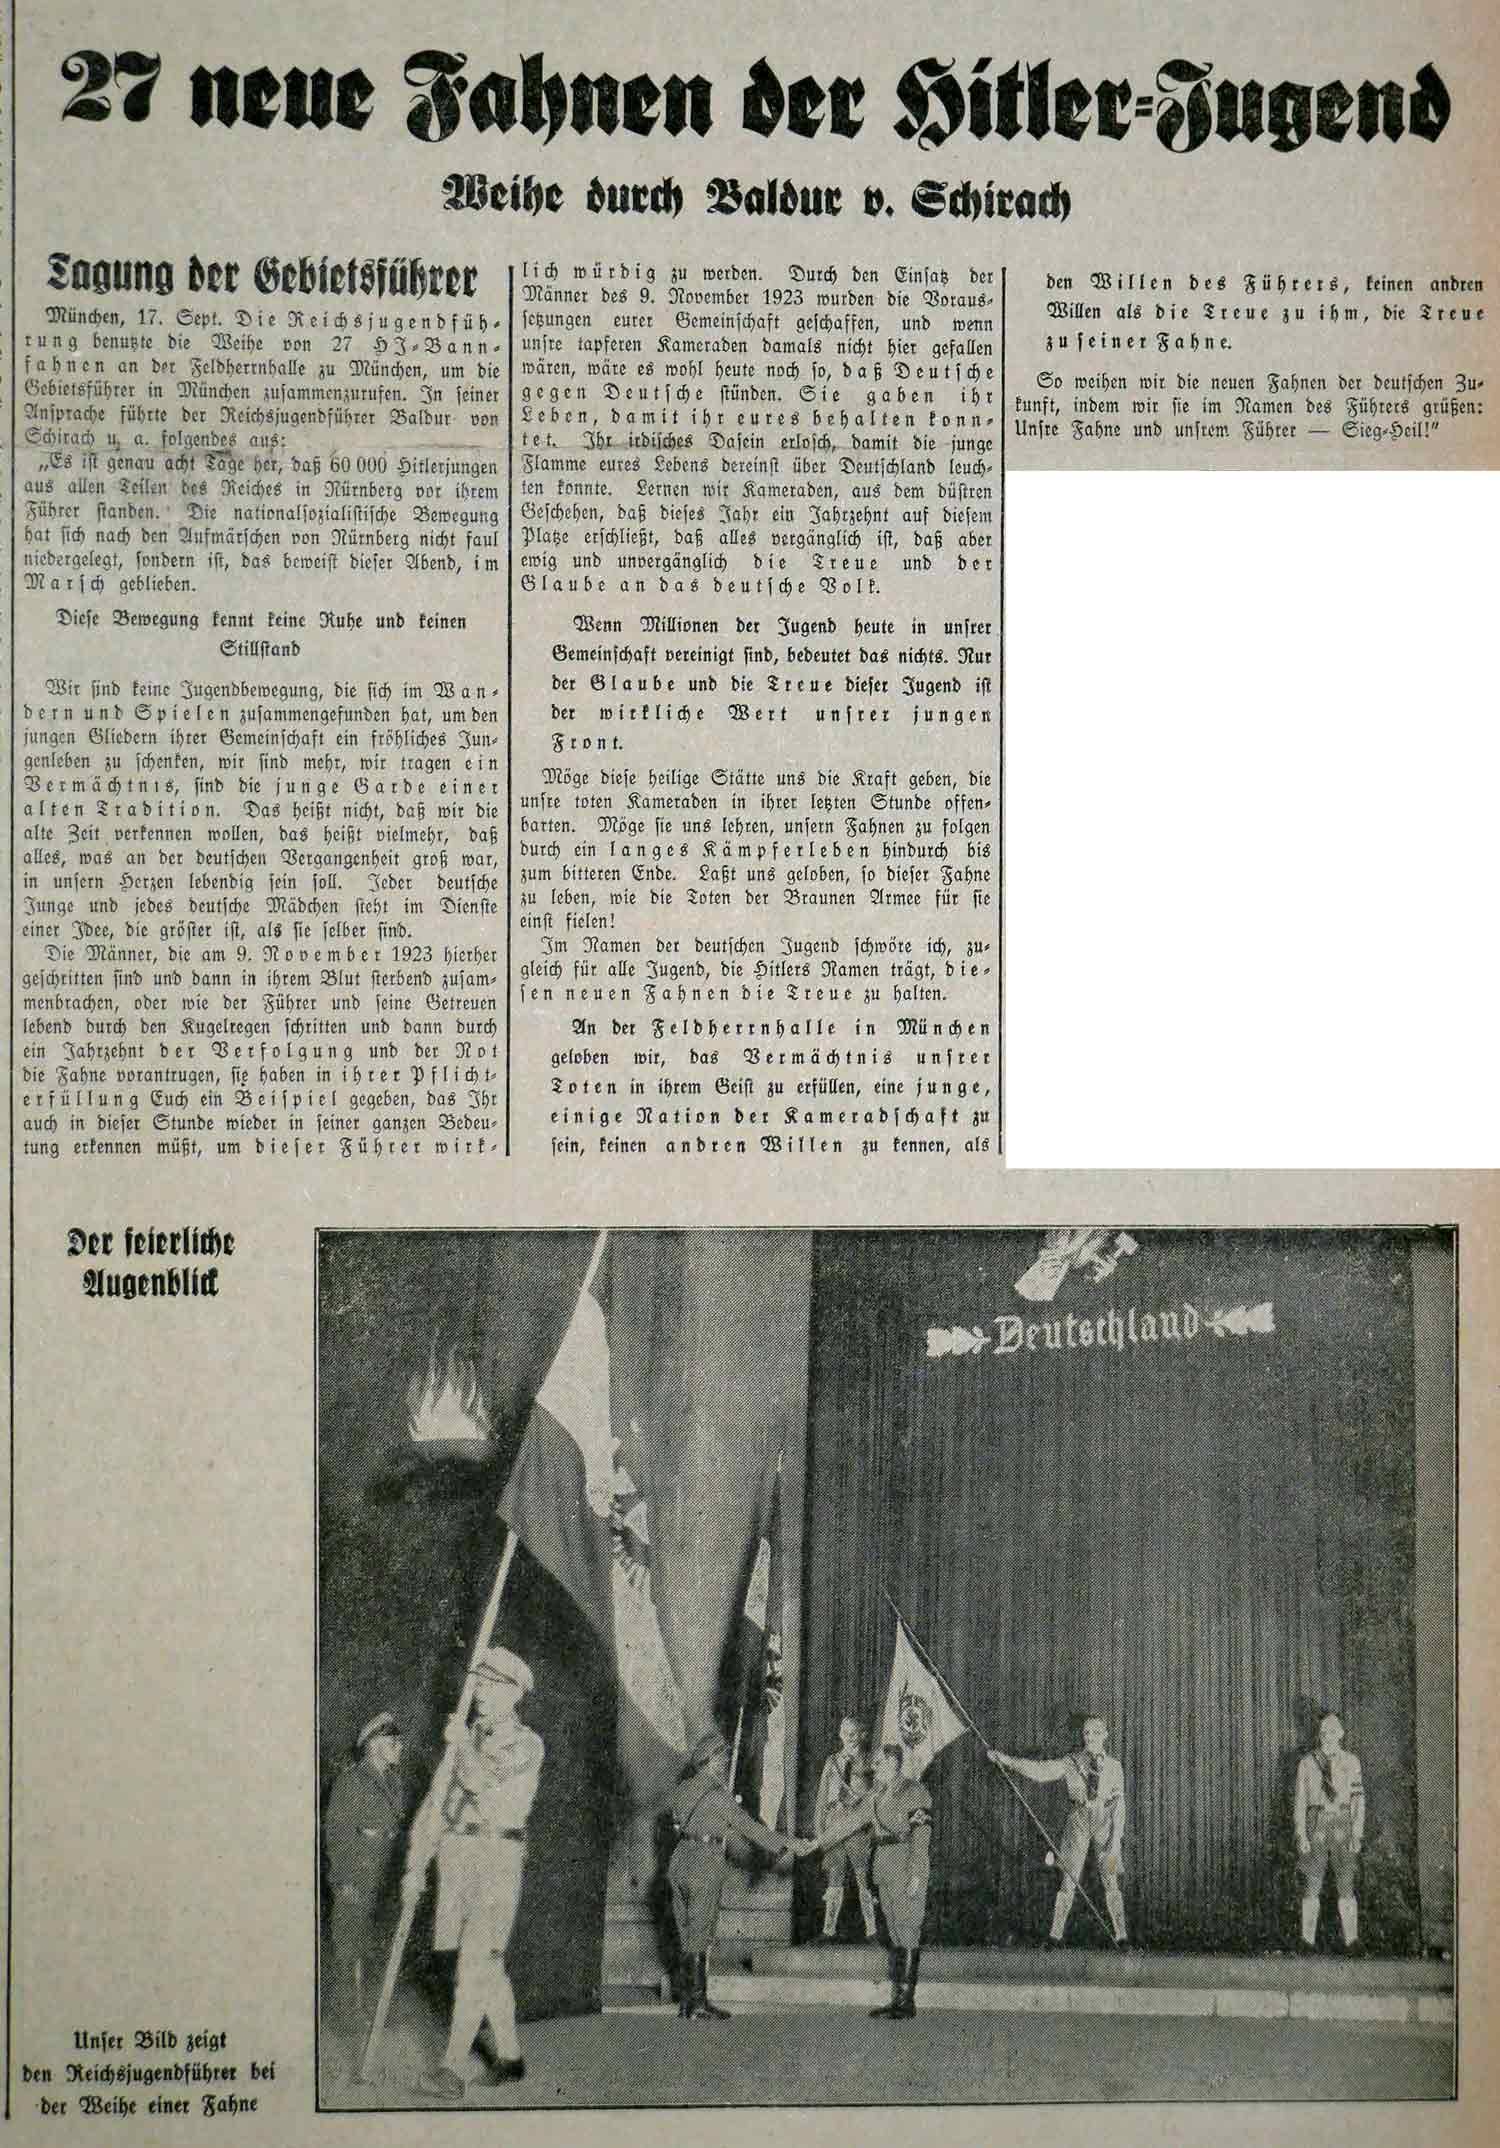 27 neue Fahnen der Hitler-Jugend
Weihe durch Baldur v. Schirach
Tagung der Gebietsführer
München, 17. Sept. Die Reichsjugendfüh-
rung benutzte die Weihe von 27 HJ-Bann-
fahnen an der Feldherrnhalle zu München, um die
Gebietsführer in München zusammenzurufen. In seiner
Ansprache führte der Reichsjugendführer Baldur von
Schirach u. a. folgendes aus:
„Es ist genau acht Tage her, daß 60 000 Hitlerjungen
aus allen Teilen des Reiches in Nürnberg vor ihrem
Führer standen. Die nationalsozialistische Bewegung
hat sich nach den Aufmärschen von Nürnberg nicht faul
niedergelegt, sondern ist, das beweist dieser Abend, im
Marsch geblieben.
Diese Bewegung kennt keine Ruhe und keinen
Stillstand
Wir sind keine Jugendbewegung, die sich im Wan-
dern und Spielen zusammengefunden hat, um den
jungen Gliedern ihrer Gemeinschaft ein fröhliches Jun-
genleben zu schenken, wir sind mehr, wir tragen ein
Vermächtnis, sind die junge Garde einer
alten Tradition. Das heißt nicht, daß wir die
alte Zeit verkennen wollen, das heißt vielmehr, daß
alles, was an der deutschen Vergangenheit groß war,
in unsern Herzen lebendig sein soll. Jeder deutsche
Junge und jedes deutsche Mädchen steht im Dienste
einer Idee, die größer ist, als sie selber sind.
Die Männer, die am 9. November 1923 hierher
geschritten sind und dann in ihrem Blut sterbend zusam-
menbrachen, oder wie der Führer und seine Getreuen
lebend durch den Kugelregen schritten und dann durch
ein Jahrzehnt der Verfolgung und der Not
die Fahne vorantrugen, sie haben in ihrer Pflicht-
erfüllung Euch ein Beispiel gegeben, das Ihr
auch in dieser Stunde wieder in seiner ganzen Bedeu-
tung erkennen müßt, um dieser Führer wirk-
lich würdig zu werden. Durch den Einsatz der
Männer des 9. November 1923 wurden die Voraus-
setzungen eurer Gemeinschaft geschaffen, und wenn
unsre tapferen Kameraden damals nicht hier gefallen
wären, wäre es wohl heute noch so, daß Deutsche
gegen Deutsche stünden. Sie gaben ihr
Leben, damit ihr eures behalten konn-
tet. Ihr irdisches Dasein erlosch, damit die junge
Flamme eures Lebens dereinst über Deutschland leuch-
ten konnte. Lernen wir Kameraden, aus dem düstren
Geschehen, daß dieses Jahr ein Jahrzehnt auf diesem
Platze erschließt, daß alles vergänglich ist, daß aber
ewig und unvergänglich die Treue und der
Glaube an das deutsche Volk.
Wenn Millionen der Jugend heute in unsrer
Gemeinschaft vereinigt sind, bedeutet das nichts. Nur
der Glaube und die Treue dieser Jugend ist
der wirkliche Wert unsrer jungen
Front.
Möge diese heilige Stätte uns die Kraft geben, die
unsre toten Kameraden in ihrer letzten Stunde offen-
barten. Möge sie uns lehren, unsern Fahnen zu folgen
durch ein langes Kämpferleben hindurch bis
zum bitteren Ende. Laßt uns geloben, so dieser Fahne
zu leben, wie die Toten der Braunen Armee für sie
einst fielen!
Im Namen der deutschen Jugend schwöre ich, zu-
gleich für alle Jugend, die Hitlers Namen trägt, die-
sen neuen Fahnen die Treue zu halten.
An der Feldherrnhalle in München
geloben wir, das Vermächtnis unsrer
Toten in ihrem Geist zu erfüllen, eine junge,
einige Nation der Kameradschaft zu
sein, keinen andren Willen zu kennen, als
den Willen des Führers, keinen andren
Willen als die Treue zu ihm, die Treue
zu seiner Fahne.
So weihen wir die neuen Fahnen der deutschen Zu-
kunft, indem wir sie im Namen des Führers grüßen:
Unsre Fahne und unsrem Führer — Sieg-Heil!"
Der feierliche
Augenblick
Deutschland
Unser Bild zeigt
den Reichsjugendführer bei
der Weihe einer Fahne